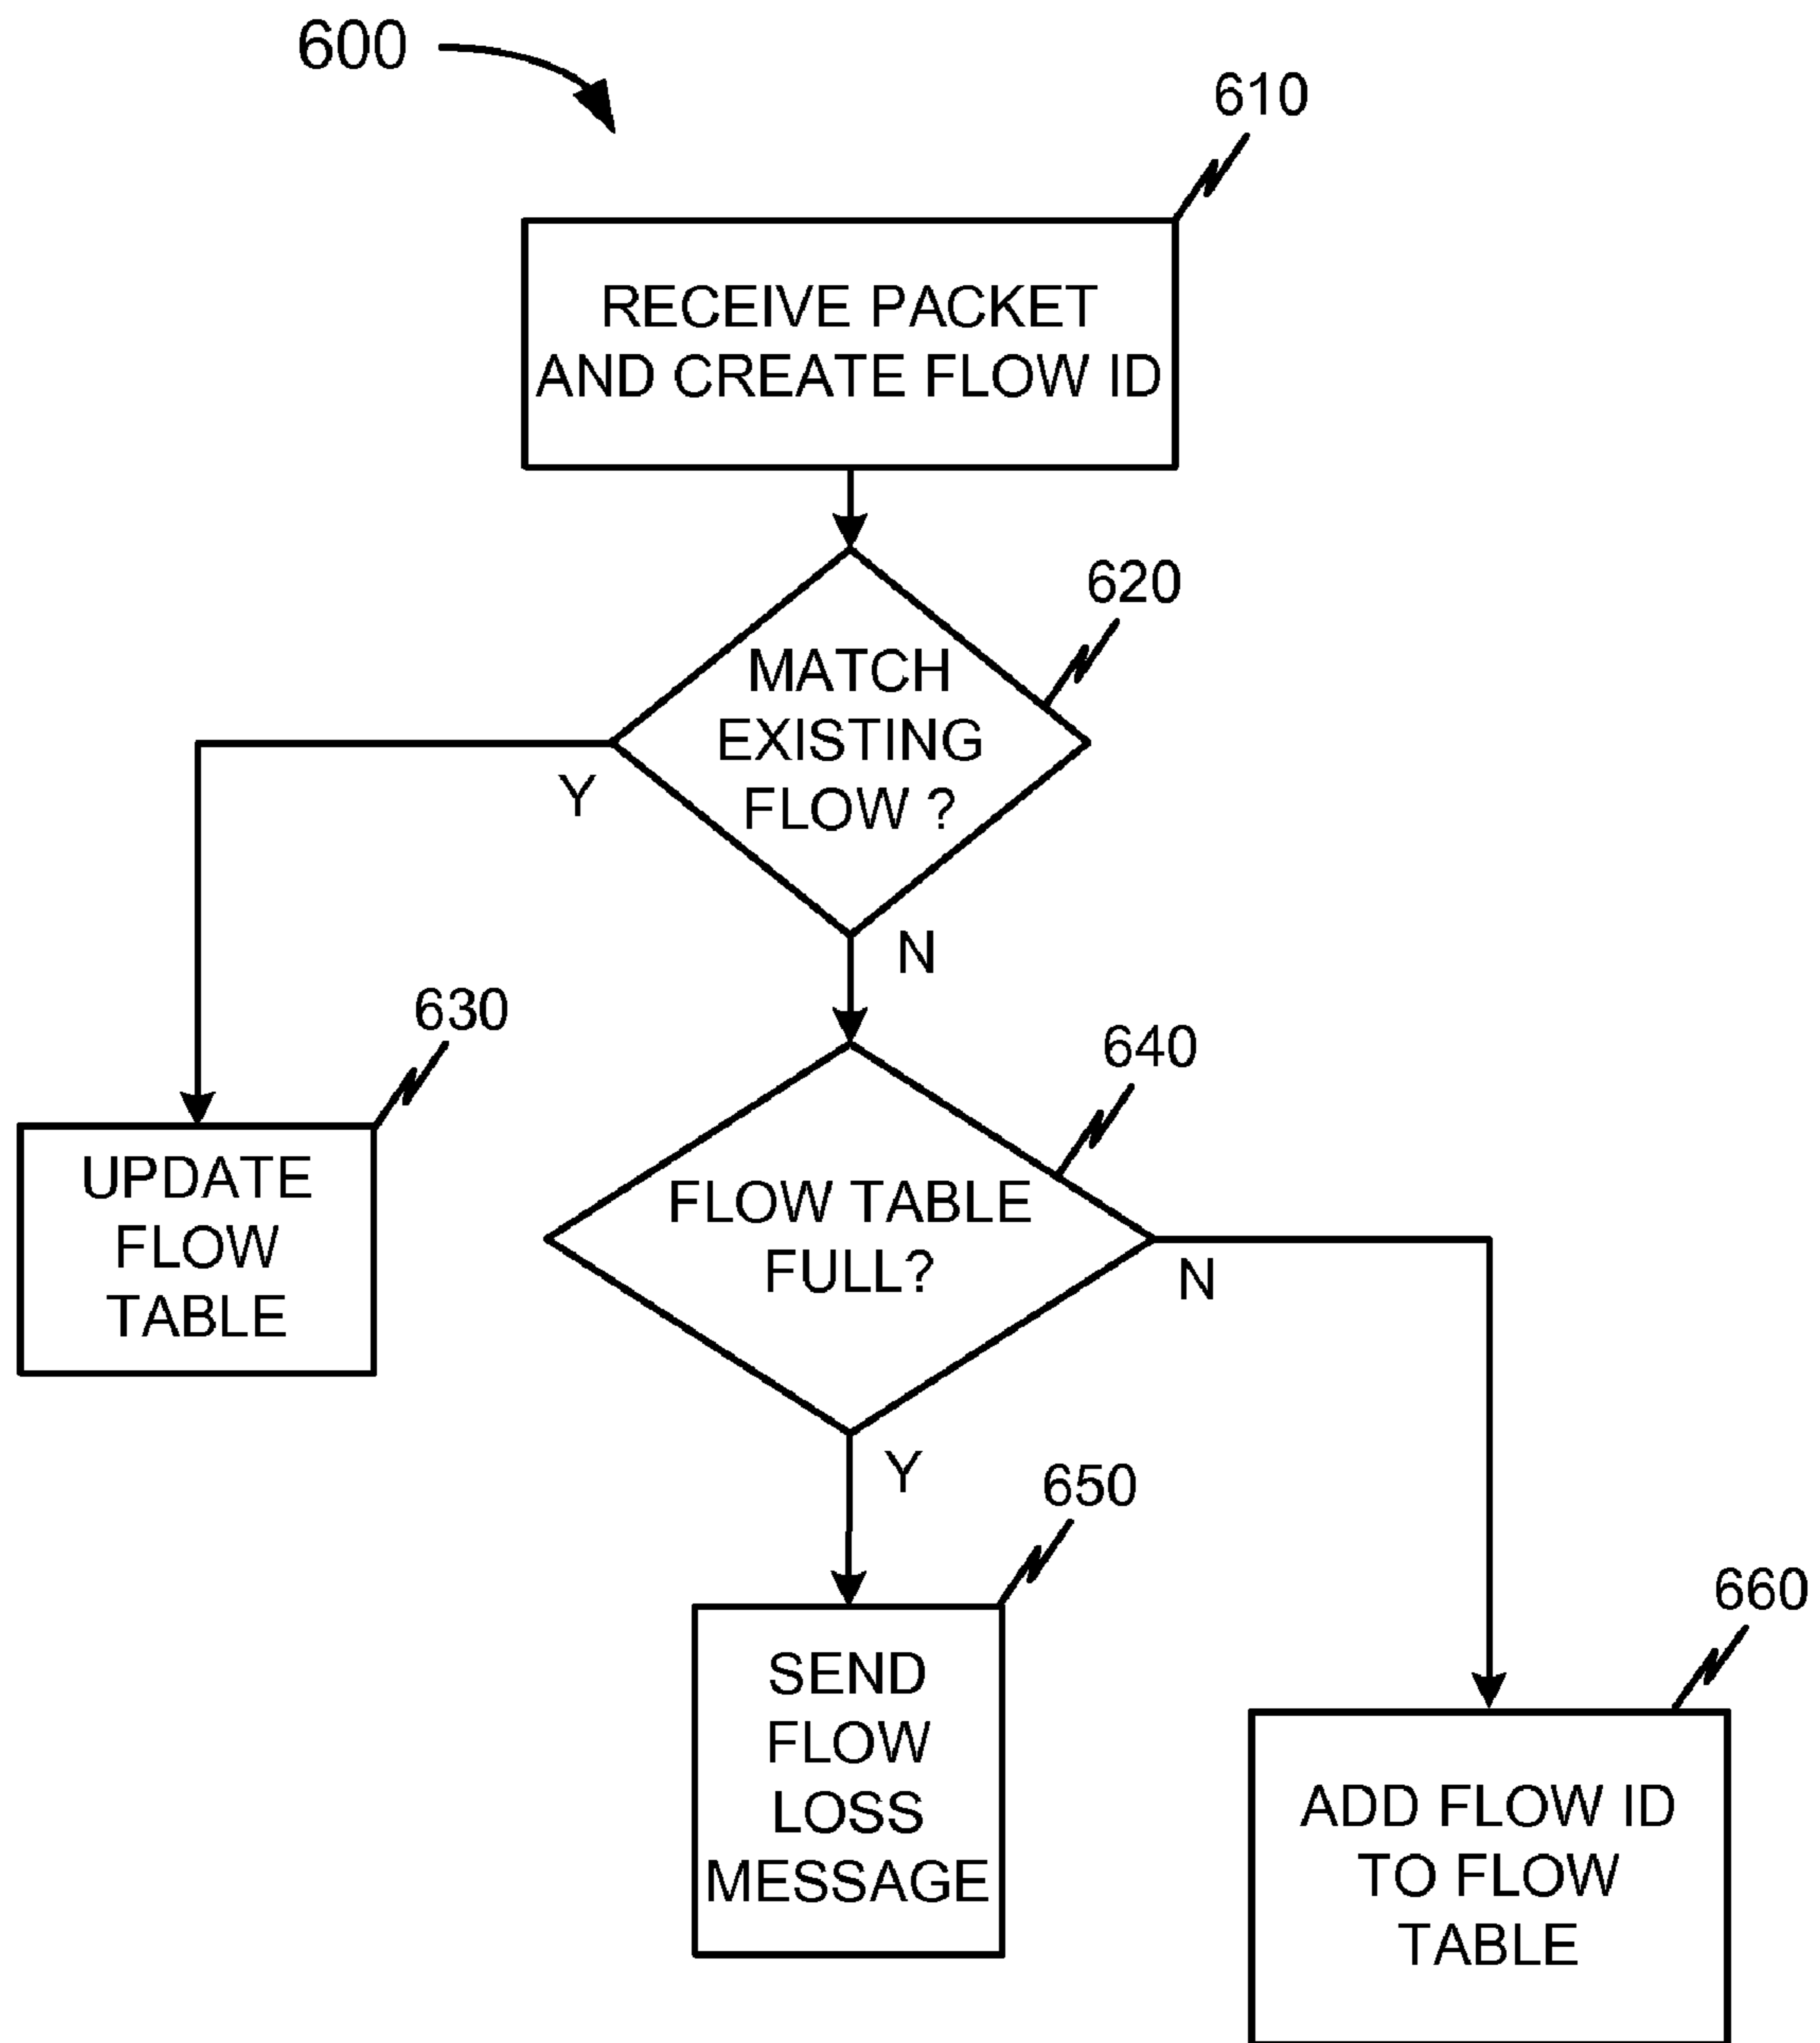 600
610
RECEIVE PACKET
AND CREATE FLOW ID
620
MATCH
EXISTING
FLOW ?
Y
N
630
UPDATE
FLOW
TABLE
640
FLOW TABLE
FULL?
N
Y
650
SEND
FLOW
LOSS
MESSAGE
660
ADD FLOW ID
TO FLOW
TABLE